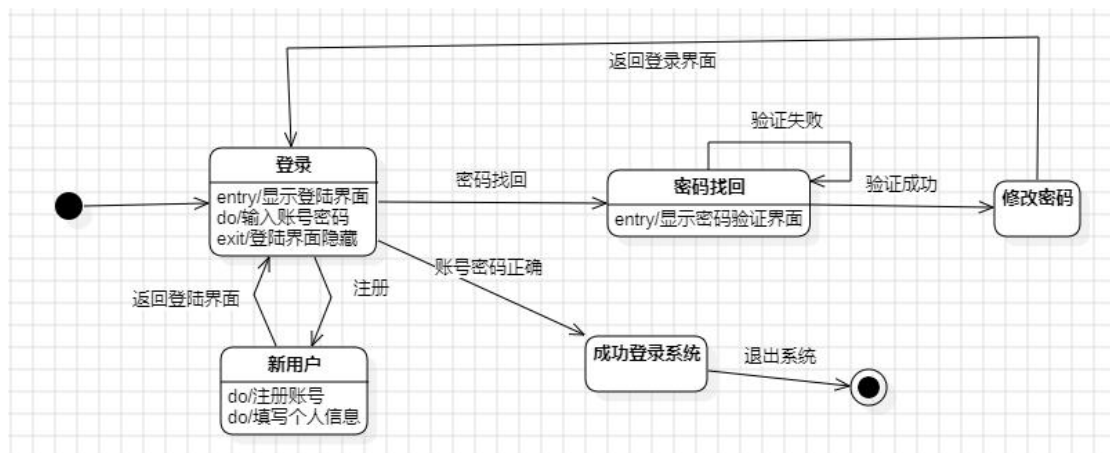 返回登录界面
验证失败
登录
entry/显示登陆界面
do/输入账号密码
exit/登陆界面隐藏
密码找回
密码找回
entry/显示密码验证界面
验证成功
修改密码
账号密码正确
返回登陆界面
注册
新用户
do/注册账号
do/填写个人信息
成功登录系统
退出系统